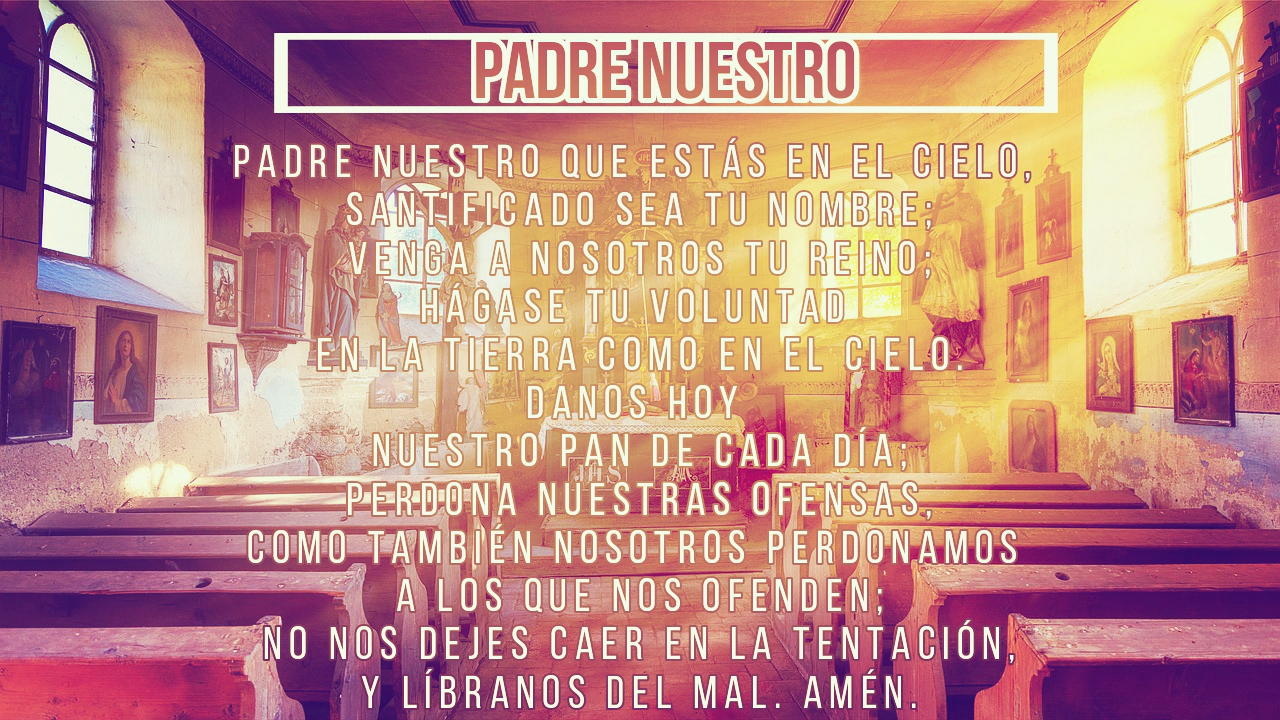 PADRE NUESTRO
PADRE NUESTRO QUE ESTÁS EN EL CIELO,
SANTIFICADO SEA TU NOMBRE;
VENGA A NOSOTROS TU REINO;
HÁGASE TU VOLUNTAD
EN LA TIERRA COMO EN EL CIELO.
DANOS HOY
NUESTRO PAN DE CADA DÍA;
PERDONA NUESTRAS OFENSAS,
COMO TAMBIÉN NOSOTROS PERDONAMOS
A LOS QUE NOS OFENDEN;
NO NOS DEJES CAER EN LA TENTACIÓN,
Y LÍBRANOS DEL MAL. AMÉN.
JHS